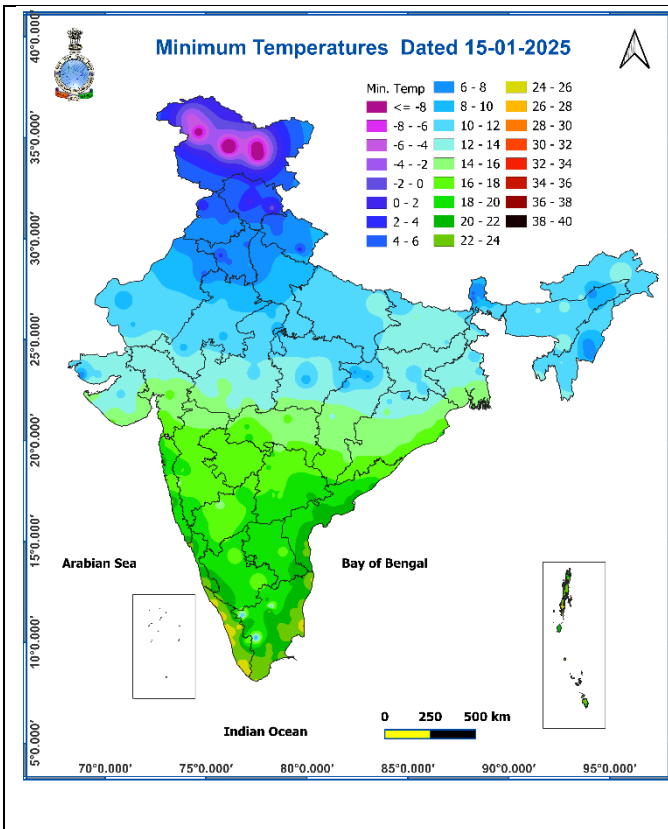 Minimum Temperatures Dated 15-01-2025
Min. Temp
<= -8
-8 - -6
-6 - -4
-4 - -2
-2 - 0
0 - 2
2 - 4
4 - 6
6 - 8
8 - 10
10 - 12
12 - 14
14 - 16
16 - 18
18 - 20
20 - 22
22 - 24
24 - 26
26 - 28
28 - 30
30 - 32
32 - 34
34 - 36
36 - 38
38 - 40
40°0.000'
35°0.000'
30°0.000'
25°0.000'
20°0.000'
15°0.000'
10°0.000'
5°0.000'
Arabian Sea
Bay of Bengal
Indian Ocean
0 250 500 km
70°0.000' 75°0.000' 80°0.000' 85°0.000' 90°0.000' 95°0.000'